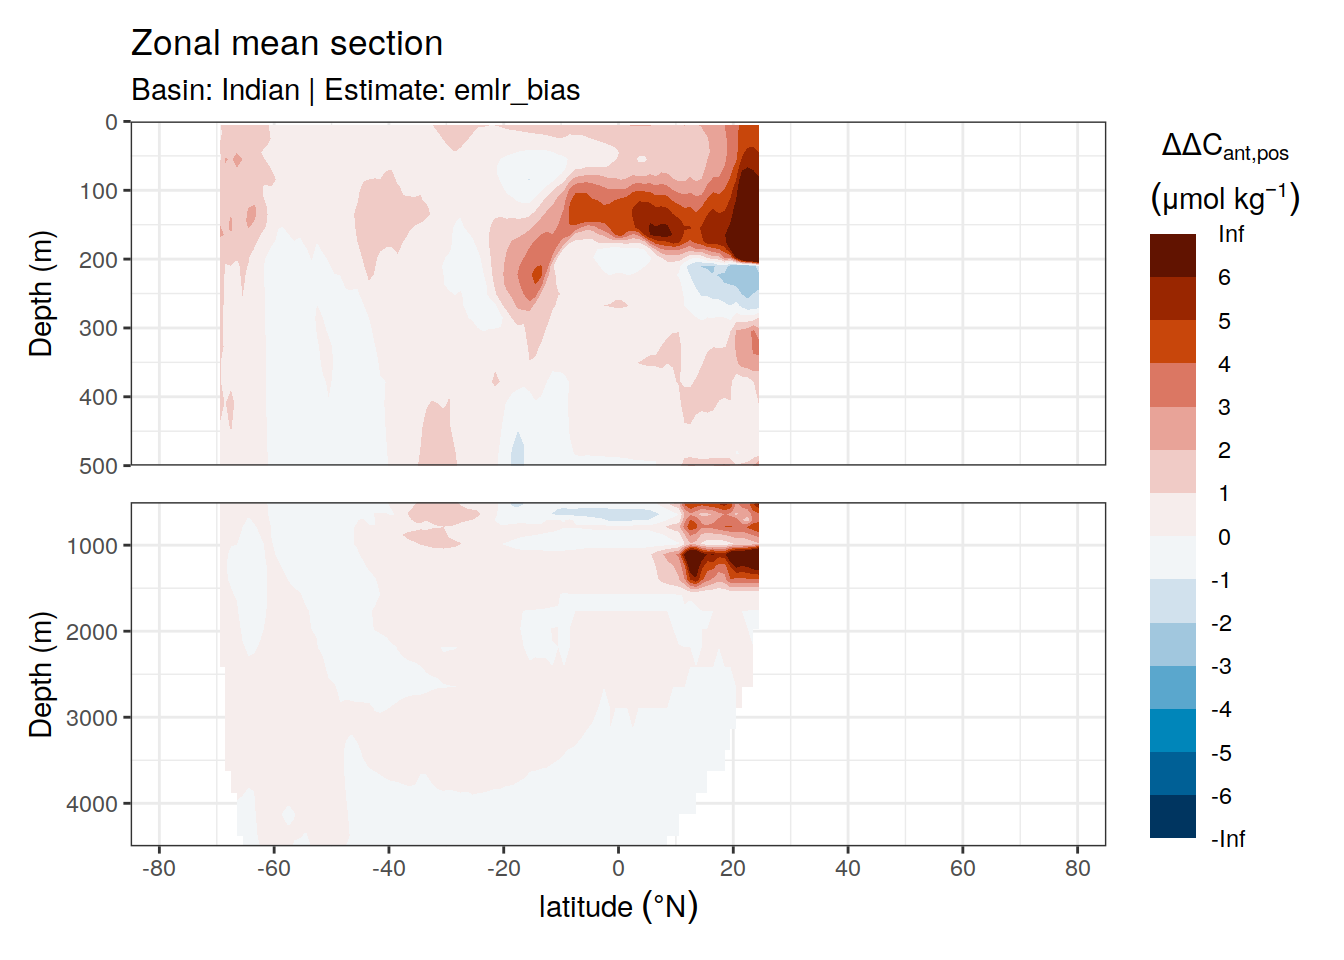 Zonal mean section
Basin: Indian | Estimate: emlr_bias
ΔΔCant,pos
(μmol kg⁻¹)
Inf
6
5
4
3
2
1
0
-1
-2
-3
-4
-5
-6
-Inf
Depth (m)
0
100
200
300
400
500
Depth (m)
1000
2000
3000
4000
-80 -60 -40 -20 0 20 40 60 80
latitude (°N)